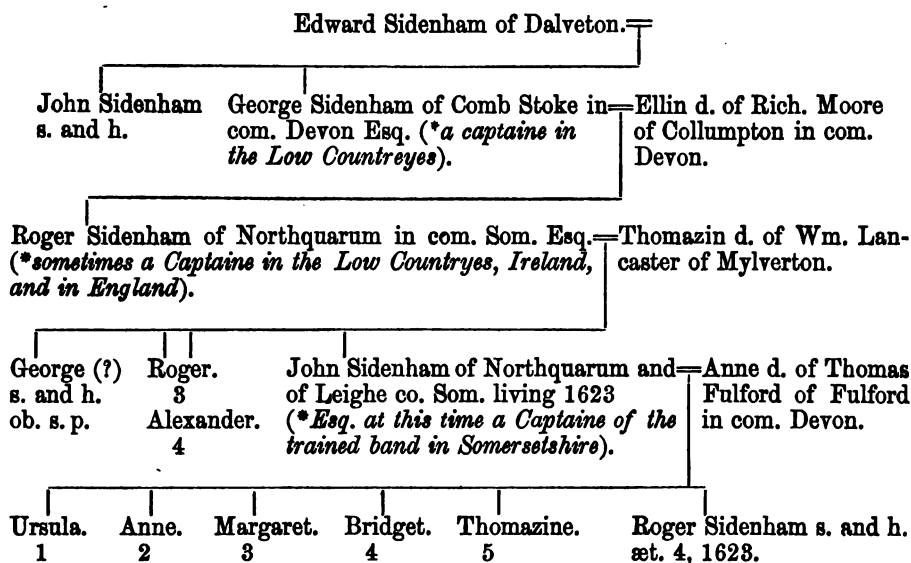 Edward Sidenham of Dalveton.
John Sidenham
s. and h.
George Sidenham of Comb Stoke in
com. Devon Esq. (*a captaine in
the Low Countreyes).
Ellin d. of Rich. Moore
of Collumpton in com.
Devon.
Roger Sidenham of Northquarum in com. Som. Esq.
(*sometimes a Captaine in the Low Countryes, Ireland,
and in England).
Thomazin d. of Wm. Lan-
caster of Mylverton.
George (?)
s. and h.
ob. s. p.
Roger.
3
Alexander.
4
John Sidenham of Northquarum and
of Leighe co. Som. living 1623
(*Esq. at this time a Captaine of the
trained band in Somersetshire).
Anne d. of Thomas
Fulford of Fulford
in com. Devon.
Ursula.
1
Anne.
2
Margaret.
3
Bridget.
4
Thomazine.
5
Roger Sidenham s. and h.
æt. 4, 1623.